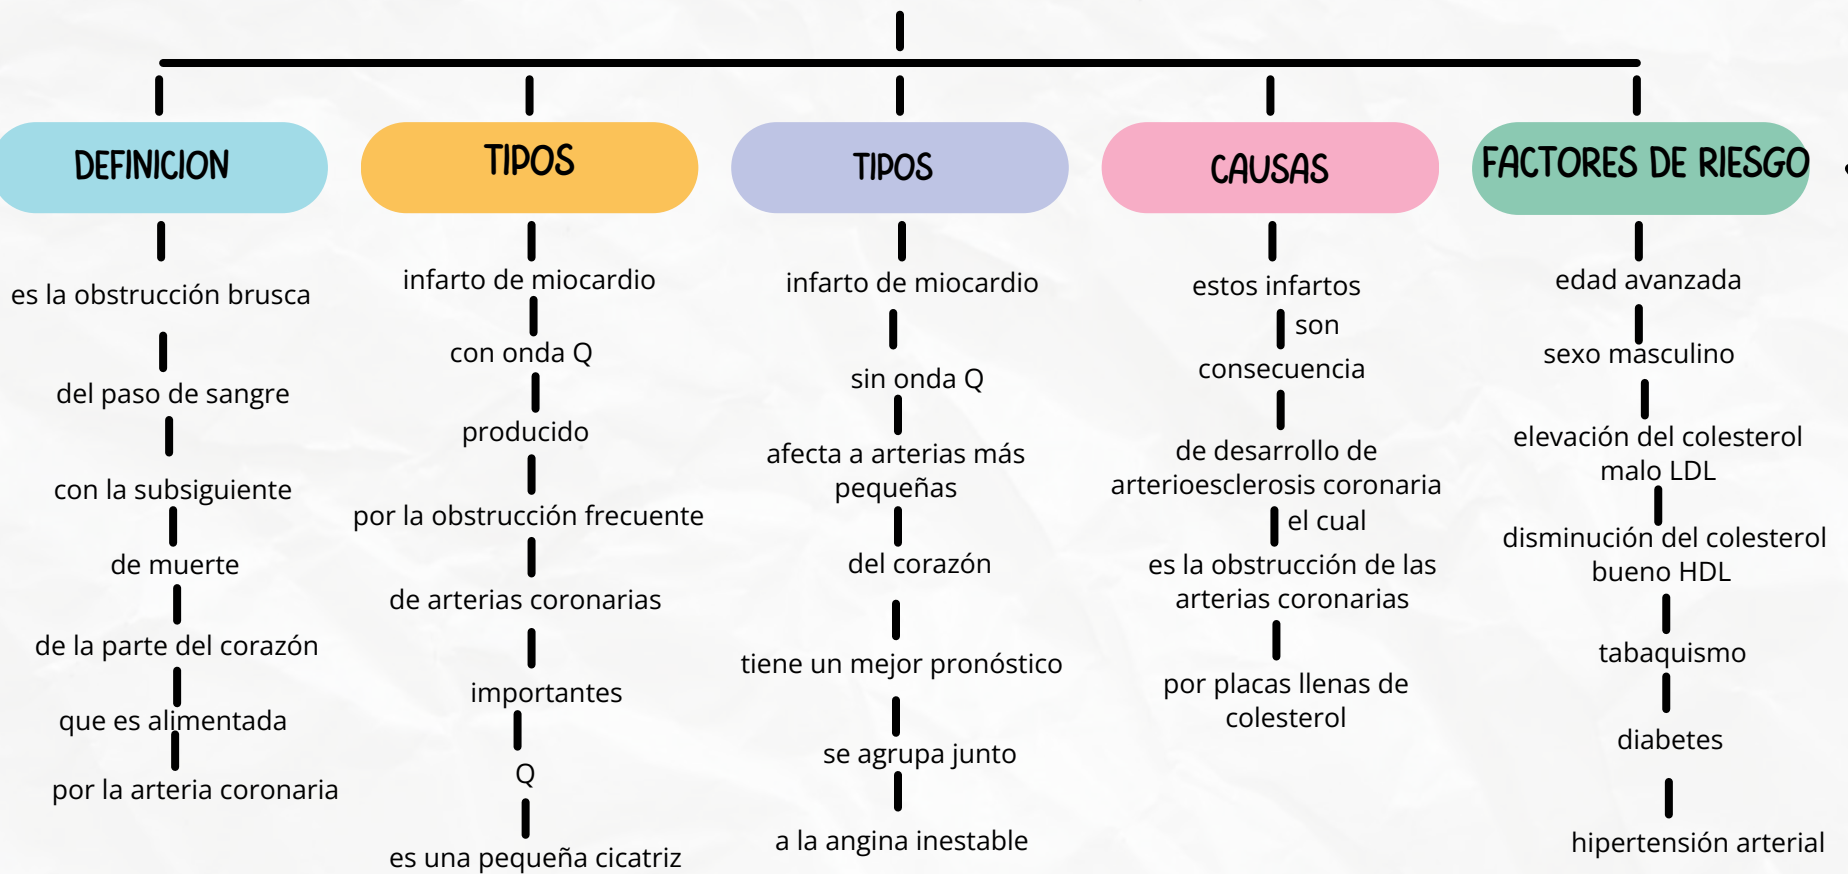 DEFINICION
es la obstrucción brusca
del paso de sangre
con la subsiguiente
de muerte
de la parte del corazón
que es alimentada
por la arteria coronaria
TIPOS
infarto de miocardio
con onda Q
producido
por la obstrucción frecuente
de arterias coronarias
importantes
Q
es una pequeña cicatriz
TIPOS
infarto de miocardio
sin onda Q
afecta a arterias más
pequeñas
del corazón
tiene un mejor pronóstico
se agrupa junto
a la angina inestable
CAUSAS
estos infartos
son
consecuencia
de desarrollo de
arterioesclerosis coronaria
el cual
es la obstrucción de las
arterias coronarias
por placas llenas de
colesterol
FACTORES DE RIESGO
edad avanzada
sexo masculino
elevación del colesterol
malo LDL
disminución del colesterol
bueno HDL
tabaquismo
diabetes
hipertensión arterial